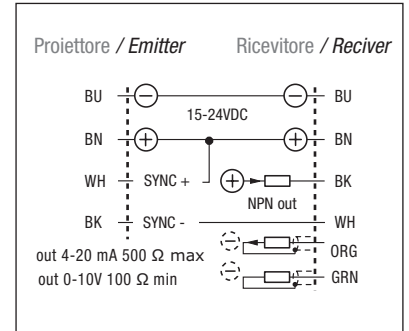 Proiettore / Emitter Ricevitore / Reciver
BU BU
15-24VDC
BN BN
WH SYNC + BK
NPN out
BK SYNC - WH
out 4-20 mA 500 Ω max ORG
out 0-10V 100 Ω min GRN